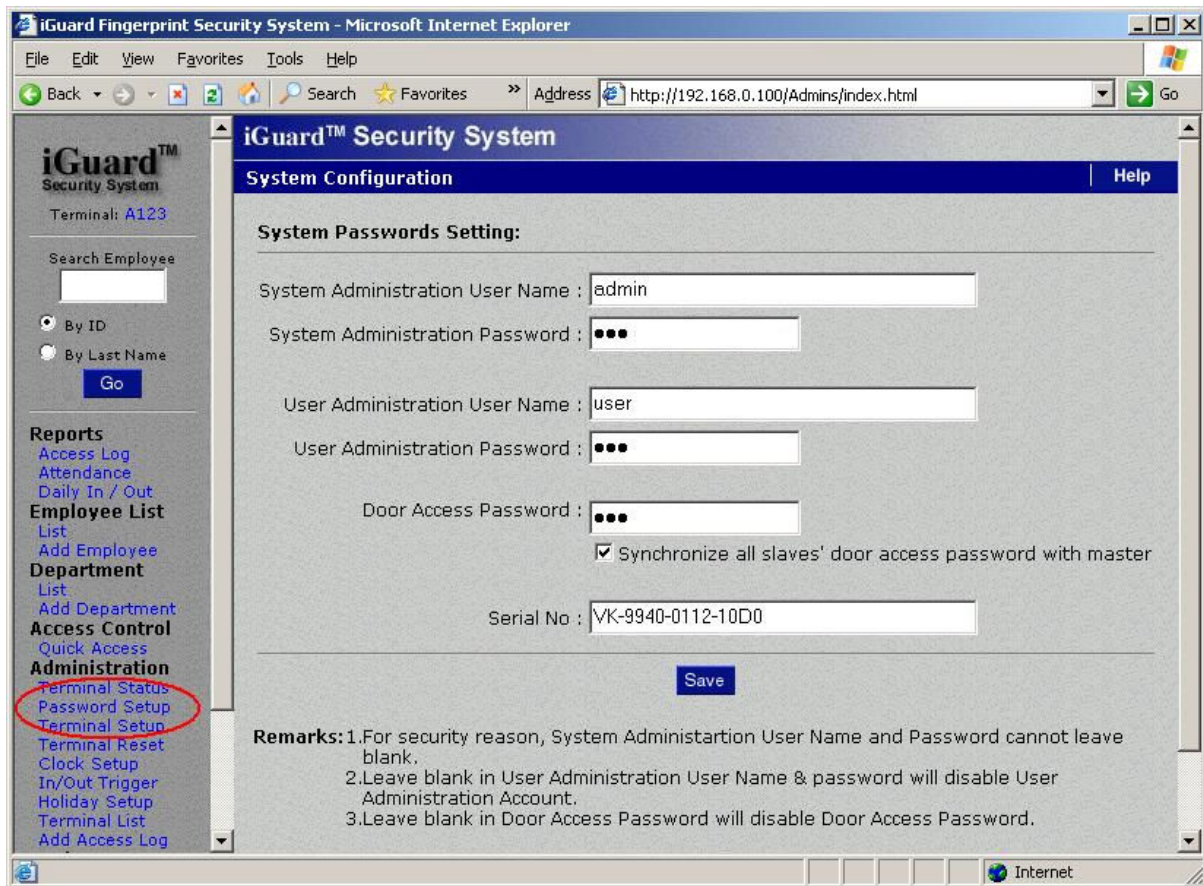 iGuard Fingerprint Security System - Microsoft Internet Explorer
File Edit View Favorites Tools Help
Back Search Favorites » Address http://192.168.0.100/Admins/index.html Go
iGuard™
Security System
Terminal: A123
Search Employee
By ID
By Last Name
Go
Reports
Access Log
Attendance
Daily In / Out
Employee List
List
Add Employee
Department
List
Add Department
Access Control
Quick Access
Administration
Terminal Status
Password Setup
Terminal Setup
Terminal Reset
Clock Setup
In/Out Trigger
Holiday Setup
Terminal List
Add Access Log
iGuard™ Security System
System Configuration Help
System Passwords Setting:
System Administration User Name : admin
System Administration Password : •••
User Administration User Name : user
User Administration Password : •••
Door Access Password : •••
Synchronize all slaves' door access password with master
Serial No : VK-9940-0112-10D0
Save
Remarks: 1.For security reason, System Administartion User Name and Password cannot leave
blank.
2.Leave blank in User Administration User Name & password will disable User
Administration Account.
3.Leave blank in Door Access Password will disable Door Access Password.
Internet